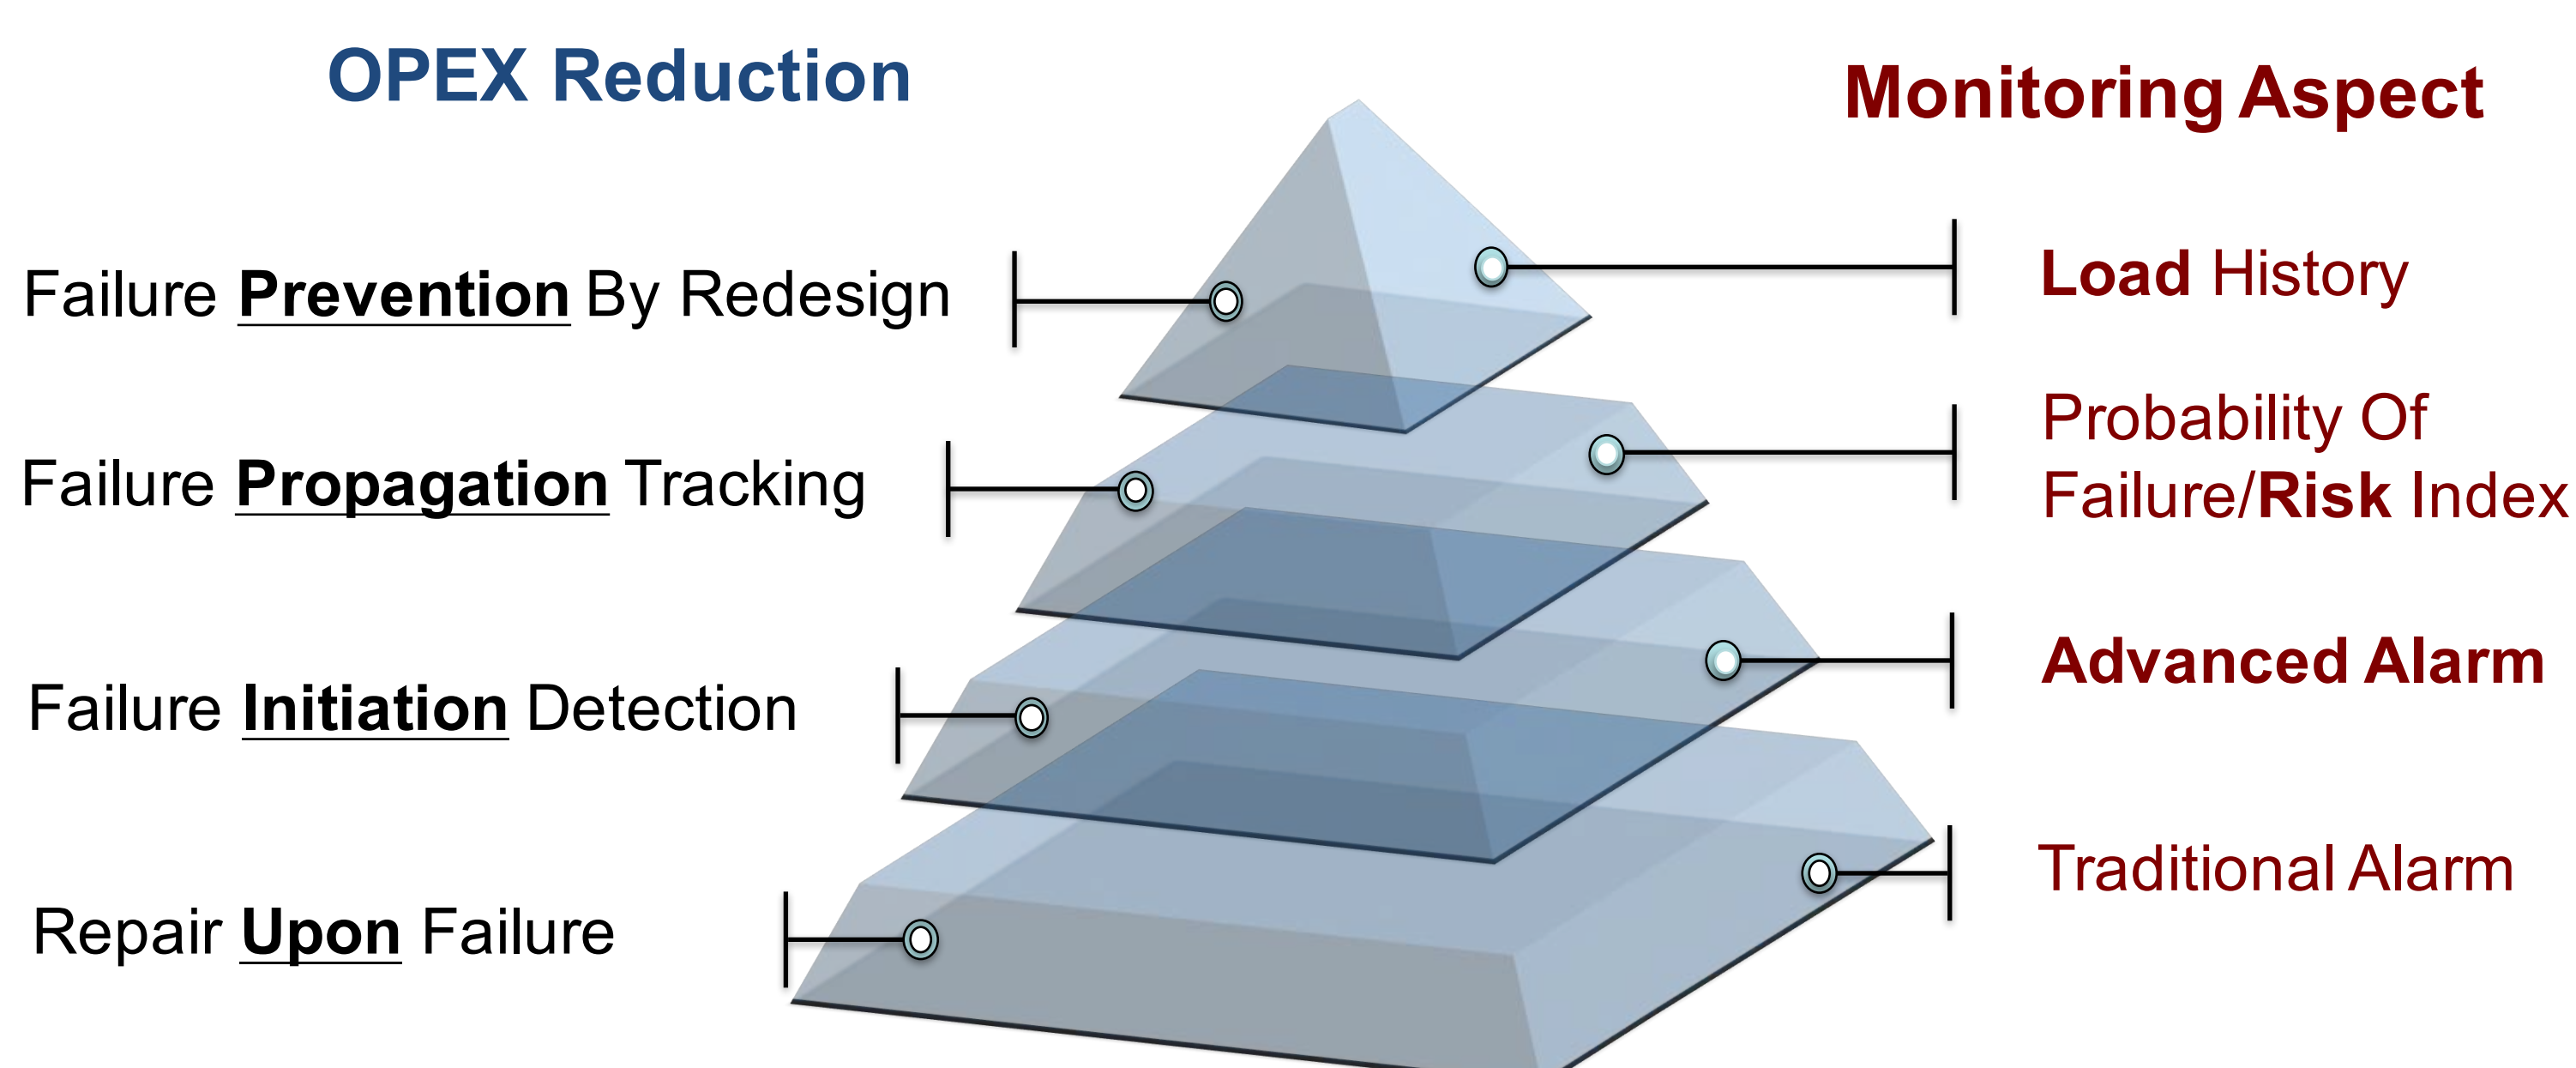 OPEX Reduction
Monitoring Aspect
Failure Prevention By Redesign
Load History
Failure Propagation Tracking
Probability Of
Failure/Risk Index
Failure Initiation Detection
Advanced Alarm
Repair Upon Failure
Traditional Alarm